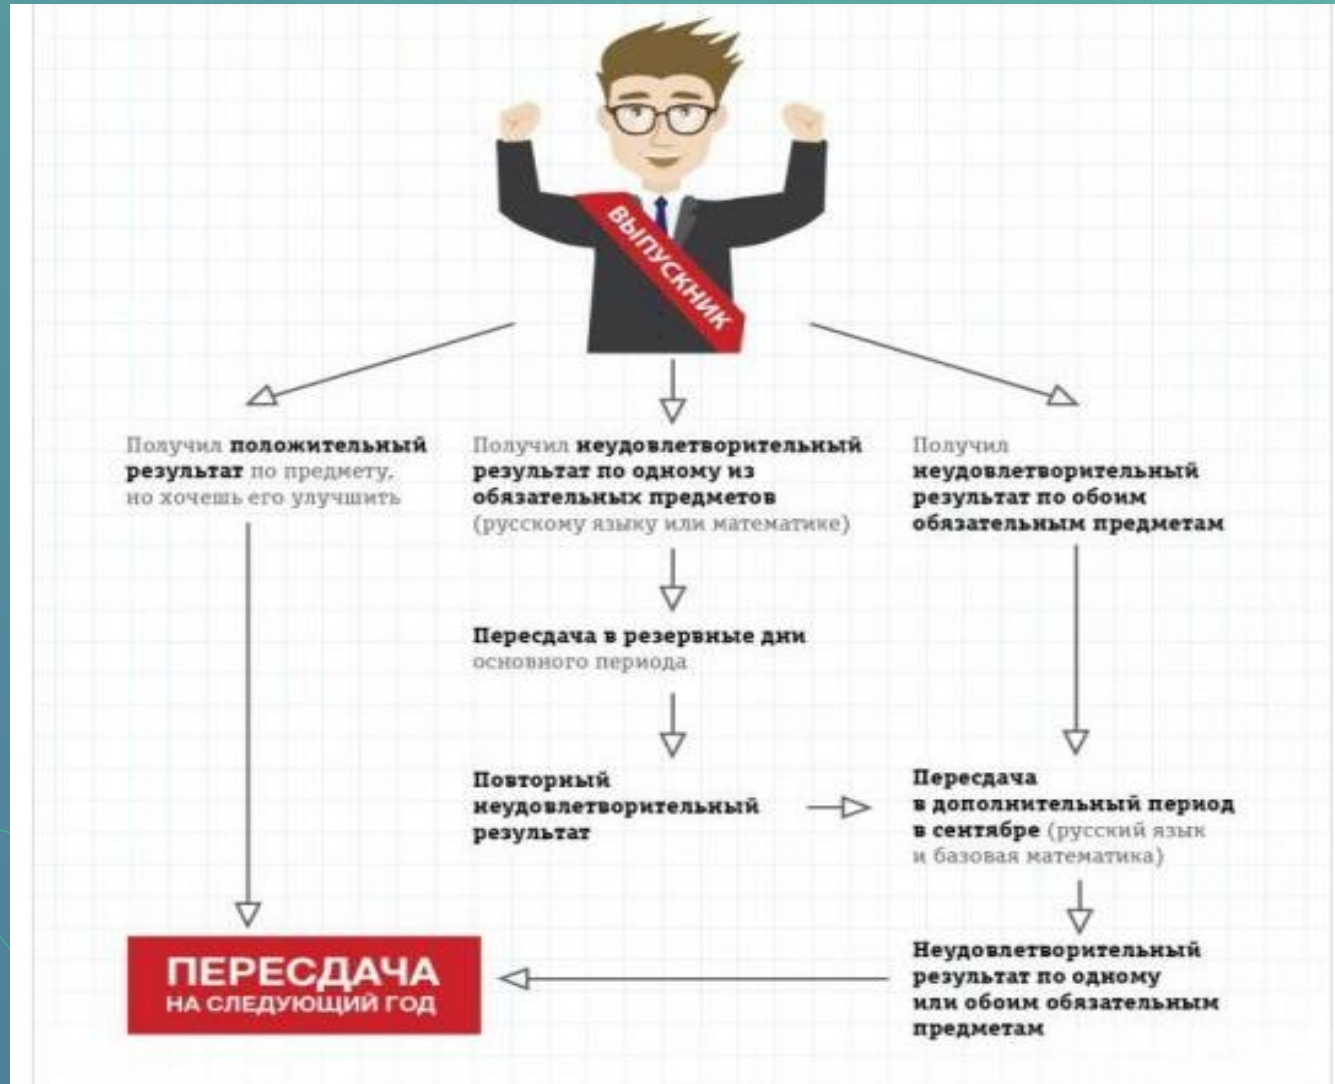 ВЫПУСКНИК
Получил положительный
результат по предмету,
но хочешь его улучшить
Получил неудовлетворительный
результат по одному из
обязательных предметов
(русскому языку или математике)
Получил
неудовлетворительный
результат по обоим
обязательным предметам
Пересдача в резервные дни
основного периода
Повторный
неудовлетворительный
результат
Пересдача
в дополнительный период
в сентябре (русский язык
и базовая математика)
Неудовлетворительный
результат по одному
или обоим обязательным
предметам
ПЕРЕСДАЧА
НА СЛЕДУЮЩИЙ ГОД